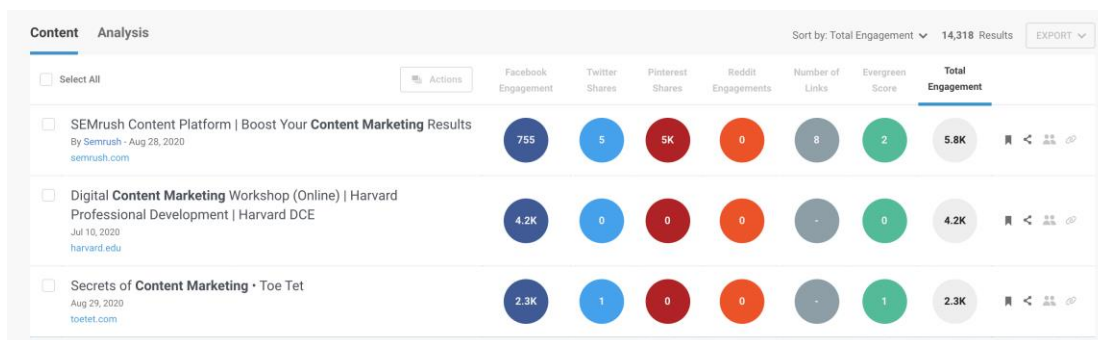 Content Analysis Sort by: Total Engagement 14,318 Results EXPORT
Select All Actions Facebook Engagement Twitter Shares Pinterest Shares Reddit Engagements Number of Links Evergreen Score Total Engagement
SEMrush Content Platform | Boost Your Content Marketing Results
By Semrush - Aug 28, 2020
semrush.com
755 5 5K 0 8 2 5.8K
Digital Content Marketing Workshop (Online) | Harvard
Professional Development | Harvard DCE
Jul 10, 2020
harvard.edu
4.2K 0 0 0 - 0 4.2K
Secrets of Content Marketing • Toe Tet
Aug 29, 2020
toetet.com
2.3K 1 0 0 - 1 2.3K